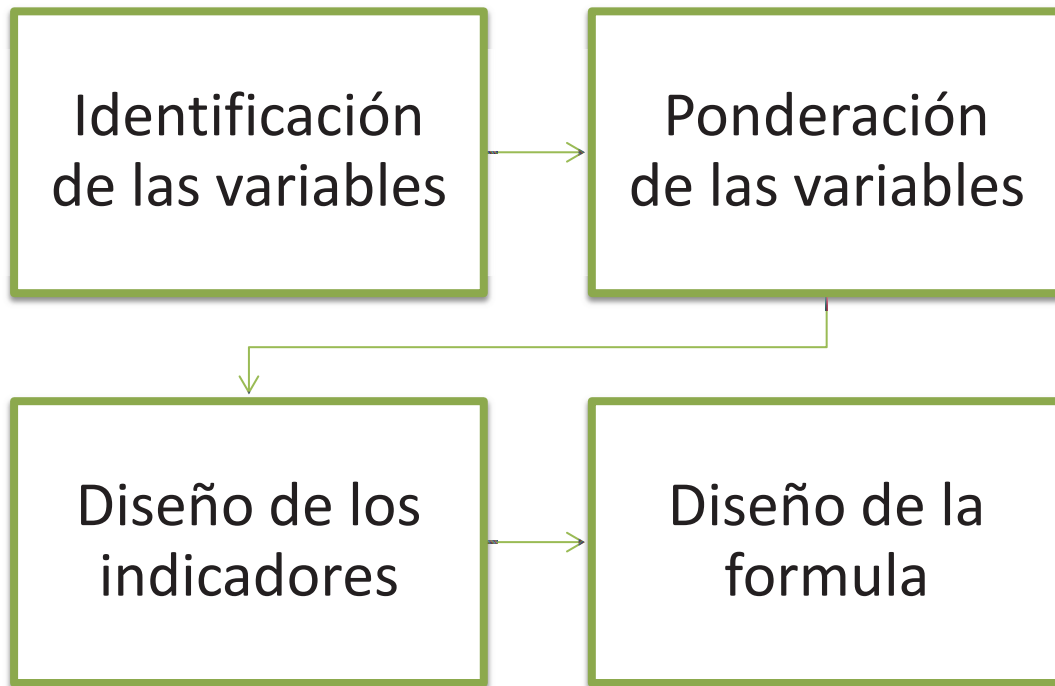 Identificación
de las variables
Ponderación
de las variables
Diseño de los
indicadores
Diseño de la
formula